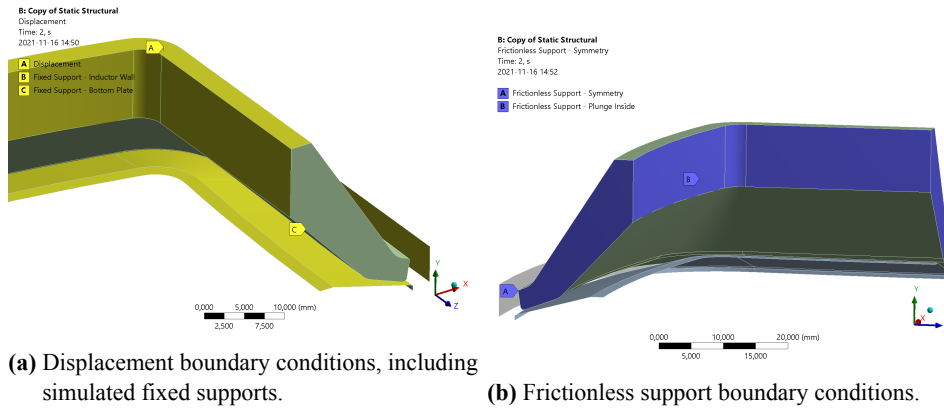 B: Copy of Static Structural
Displacement
Time: 2, s
2021-11-16 14:50
A Displacement
B Fixed Support - Inductor Wall
C Fixed Support - Bottom Plate
A
C
Y
X
Z
0,000 5,000 10,000 (mm)
2,500 7,500
(a) Displacement boundary conditions, including
simulated fixed supports.
B: Copy of Static Structural
Frictionless Support - Symmetry
Time: 2, s
2021-11-16 14:52
A Frictionless Support - Symmetry
B Frictionless Support - Plunge Inside
B
A
Y
X
0,000 10,000 20,000 (mm)
5,000 15,000
(b) Frictionless support boundary conditions.